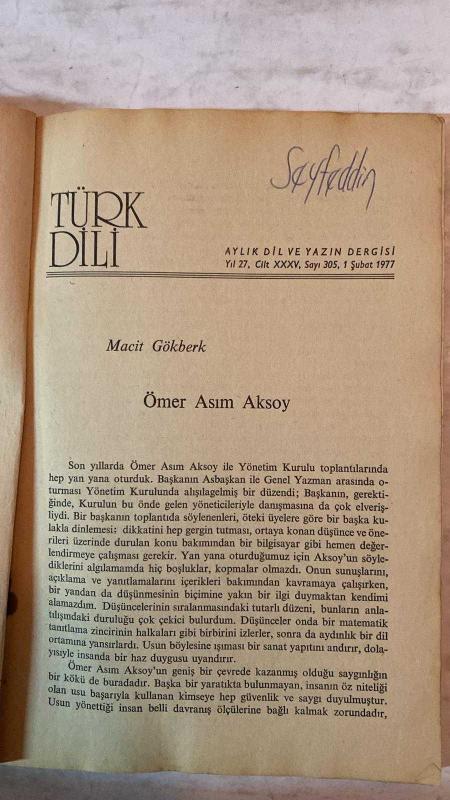 Seyfeddin
TÜRK
DİLİ
AYLIK DİL VE YAZIN DERGİSİ
Yıl 27, Cilt XXXV, Sayı 305, 1 Şubat 1977
Macit Gökberk
Ömer Asım Aksoy
Son yıllarda Ömer Asım Aksoy ile Yönetim Kurulu toplantılarında
hep yan yana oturduk. Başkanın Asbaşkan ile Genel Yazman arasında o-
turması Yönetim Kurulunda alışılagelmiş bir düzendi; Başkanın, gerekti-
ğinde, Kurulun bu önde gelen yöneticileriyle danışmasına da çok elveriş-
liydi. Bir başkanın toplantıda söylenenleri, öteki üyelere göre bir başka ku-
lakla dinlemesi: dikkatini hep gergin tutması, ortaya konan düşünce ve öne-
rileri üzerinde durulan konu bakımından bir bilgisayar gibi hemen değer-
lendirmeye çalışması gerekir. Yan yana oturduğumuz için Aksoy'un söyle-
diklerini algılamamda hiç boşluklar, kopmalar olmazdı. Onun sunuşlarını,
açıklama ve yanıtlamalarını içerikleri bakımından kavramaya çalışırken,
bir yandan da düşünmesinin biçimine yakın bir ilgi duymaktan kendimi
alamazdım. Düşüncelerinin sıralanmasındaki tutarlı düzeni, bunların anla-
tılışındaki duruluğu çok çekici bulurdum. Düşünceler onda bir matematik
tanıtlama zincirinin halkaları gibi birbirini izlerler, sonra da aydınlık bir dil
ortamına yansırlardı. Usun böylesine ışıması bir sanat yapıtını andırır, dola-
yısiyle insanda bir haz duygusu uyandırır.
Ömer Asım Aksoy'un geniş bir çevrede kazanmış olduğu saygınlığın
bir kökü de buradadır. Başka bir yaratıkta bulunmayan, insanın öz niteliği
olan usu başarıyla kullanan kimseye hep güvenlik ve saygı duyulmuştur.
Usun yönettiği insan belli davranış ölçülerine bağlı kalmak zorundadır,